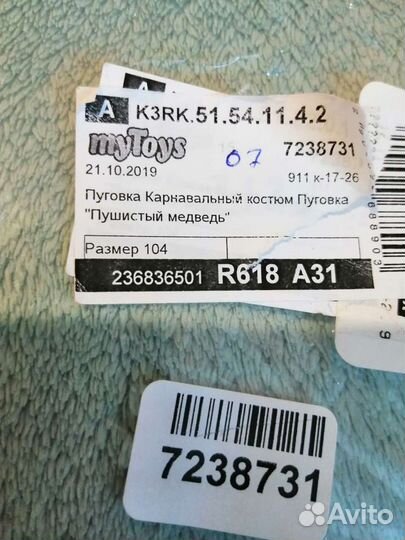 A
A K3RK.51.54.11.4.2
myToys
07 7238731
21.10.2019
911 к-17-26
Пуговка Карнавальный костюм Пуговка
"Пушистый медведь"
Размер 104
236836501 R618 A31
7238731
Avito